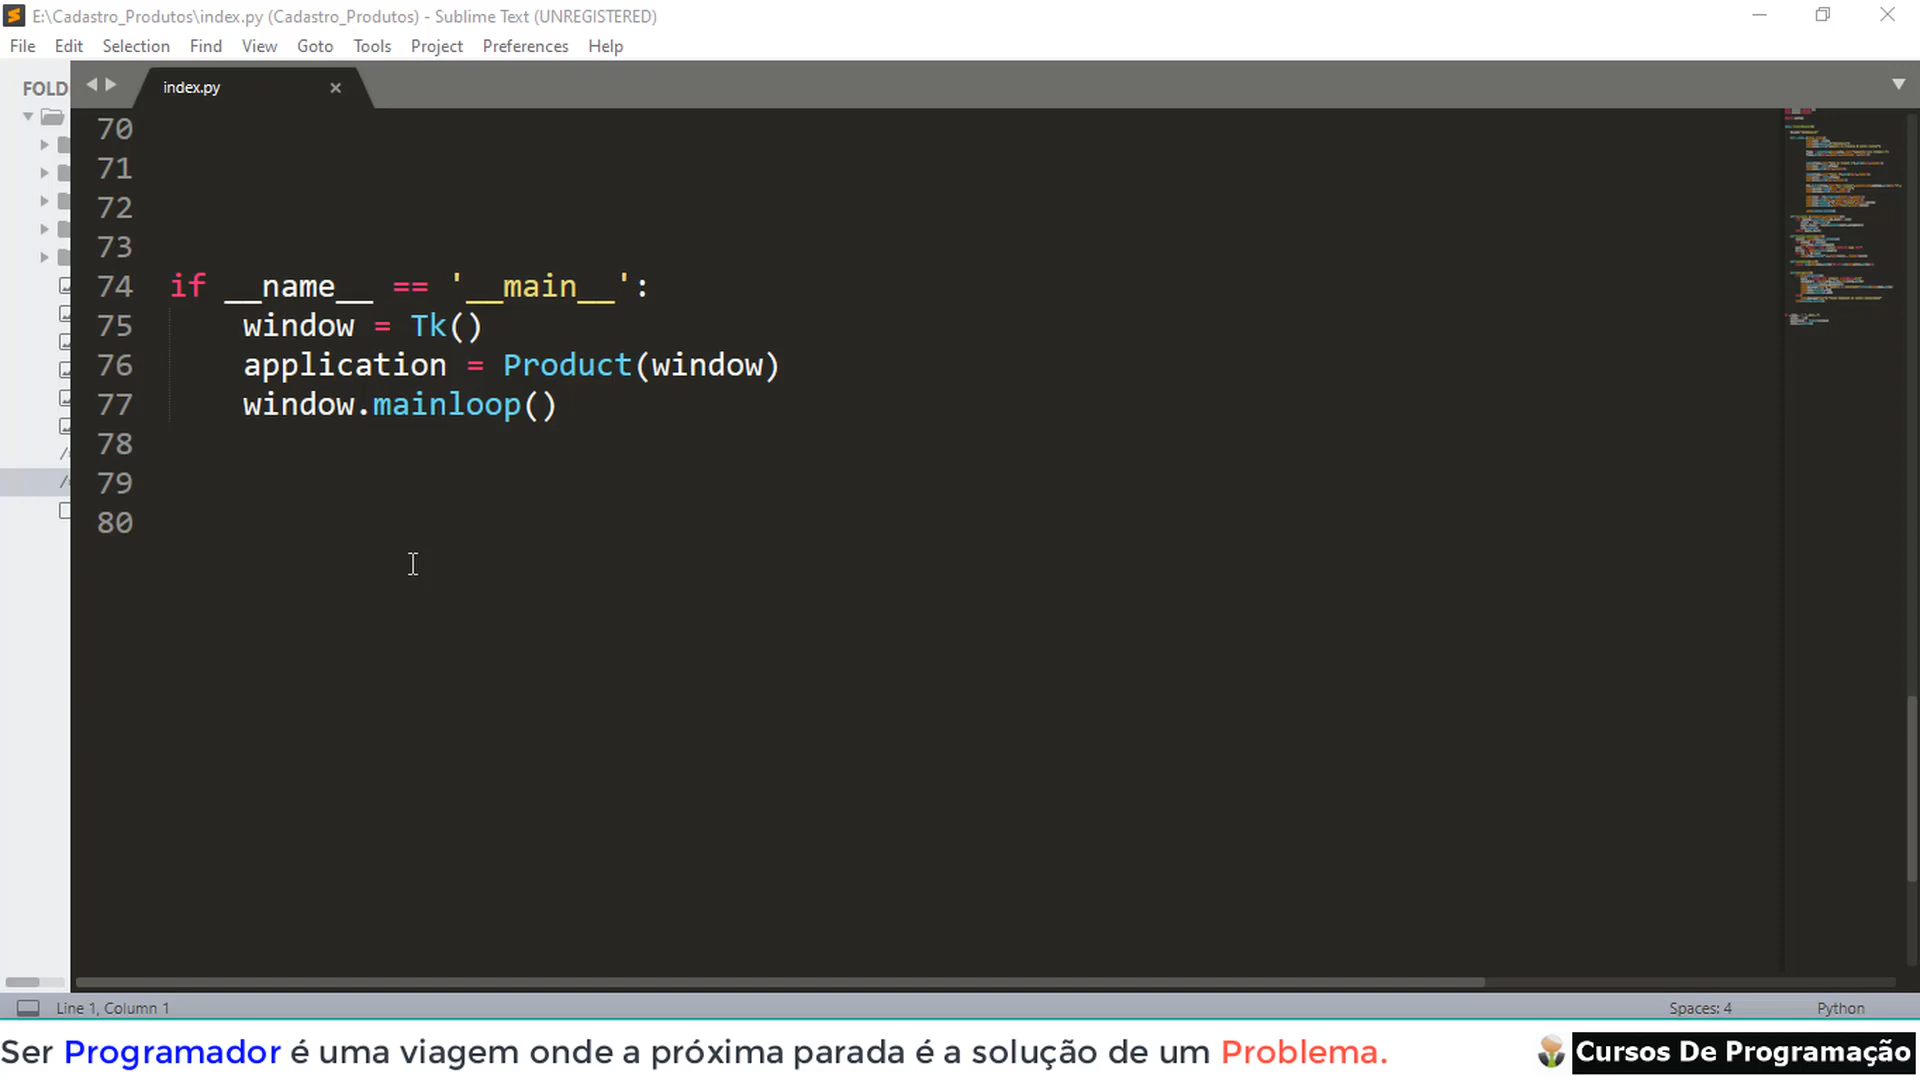 E:\Cadastro_Produtos\index.py (Cadastro_Produtos) - Sublime Text (UNREGISTERED)
File Edit Selection Find View Goto Tools Project Preferences Help
FOLD
index.py
70
71
72
73
74 if __name__ == '__main__':
75 window = Tk()
76 application = Product(window)
77 window.mainloop()
78
79
80
Line 1, Column 1 Spaces: 4 Python
Ser Programador é uma viagem onde a próxima parada é a solução de um Problema. Cursos De Programação